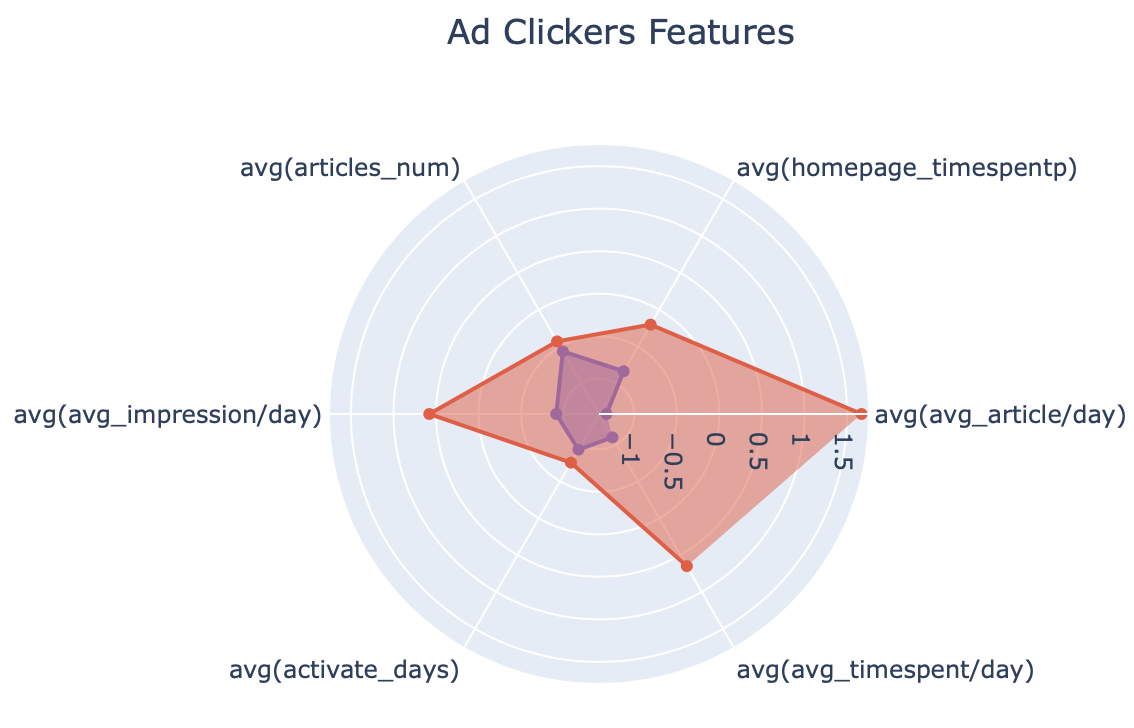 Ad Clickers Features
avg(articles_num)
avg(homepage_timespentp)
avg(avg_impression/day)
avg(avg_article/day)
−1
−0.5
0
0.5
1
1.5
avg(activate_days)
avg(avg_timespent/day)